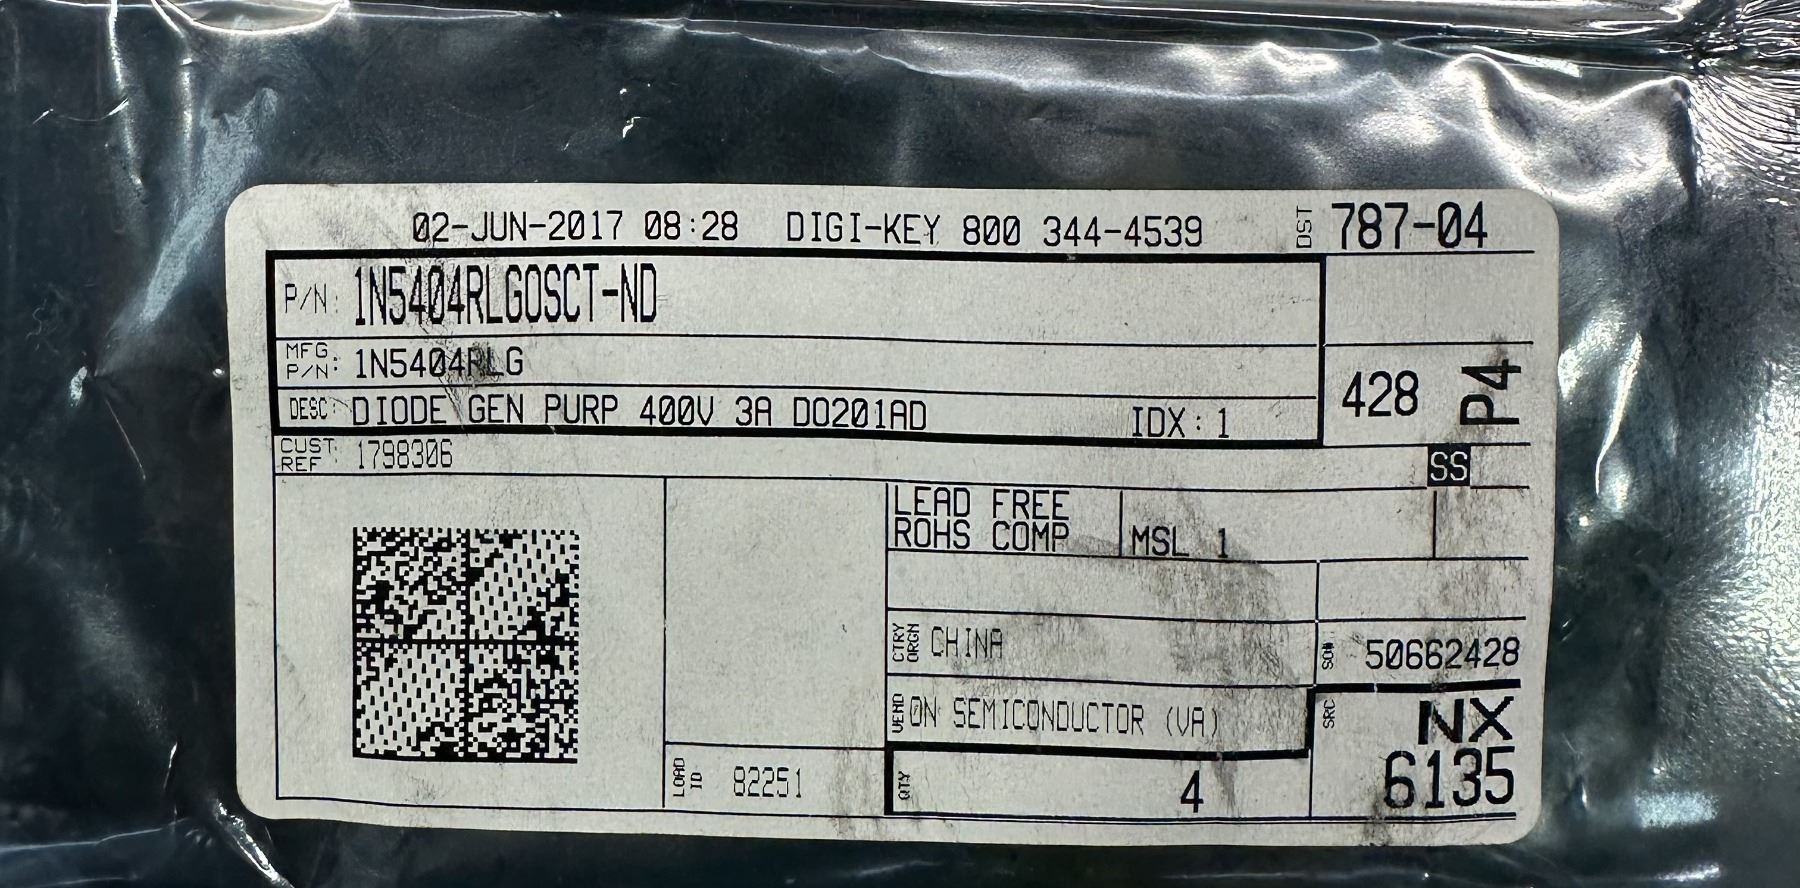 02-JUN-2017 08:28 DIGI-KEY 800 344-4539
DST 787-04
P/N: 1N5404RLGOSCT-ND
MFG P/N: 1N5404RLG
DESC: DIODE GEN PURP 400V 3A DO201AD IDX: 1
428 P4
CUST REF: 1798306
SS
LEAD FREE
ROHS COMP
MSL 1
CTRY ORGN CHINA
SON 50662428
VEND ON SEMICONDUCTOR (VA)
SRC NX
6135
LOAD ID 82251
QTY 4